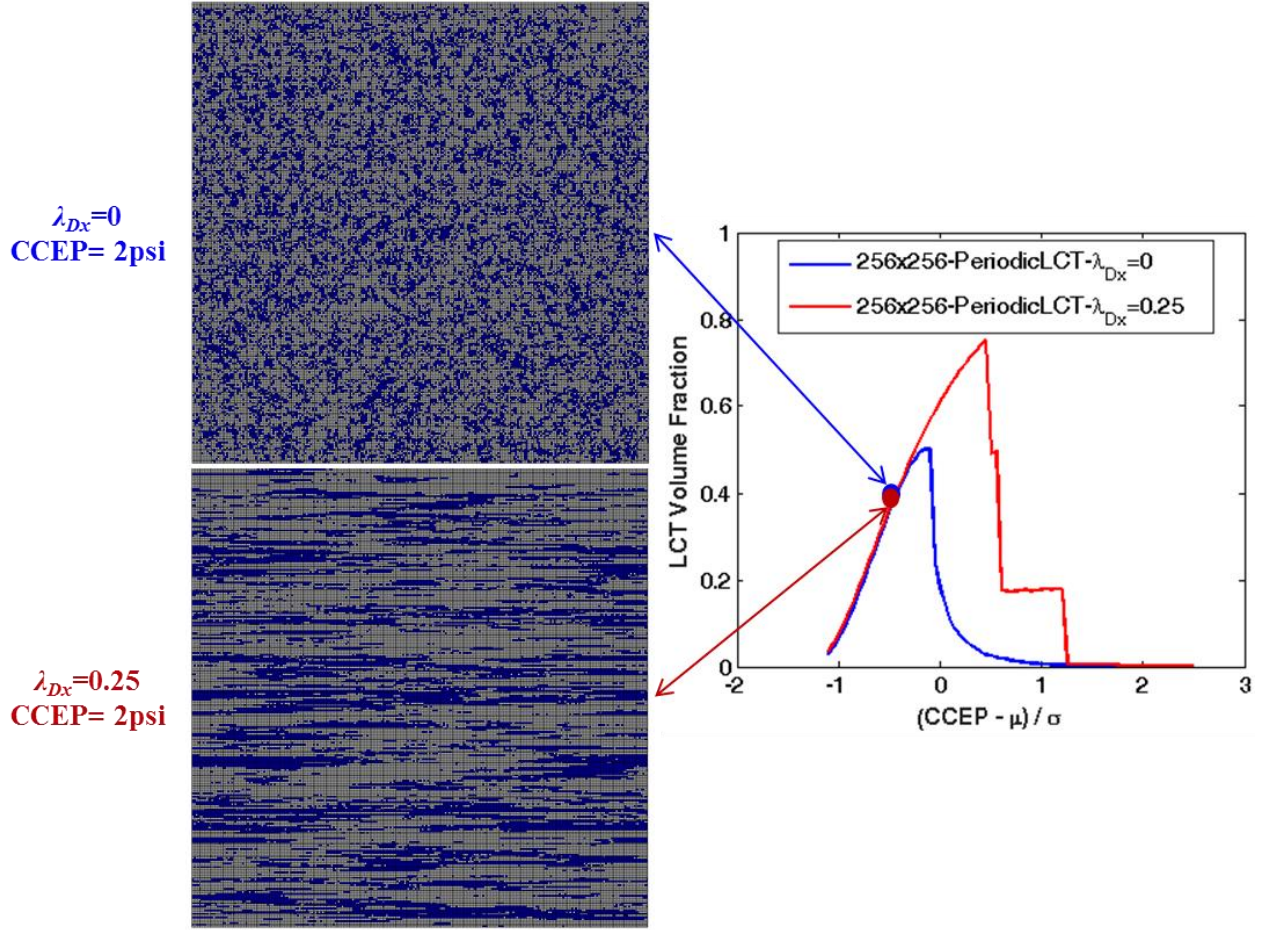 λDx=0
CCEP= 2psi
λDx=0.25
CCEP= 2psi
256x256-PeriodicLCT-λDx=0
256x256-PeriodicLCT-λDx=0.25
LCT Volume Fraction
1
0.8
0.6
0.4
0.2
0
-2
-1
0
1
2
3
(CCEP - μ) / σ